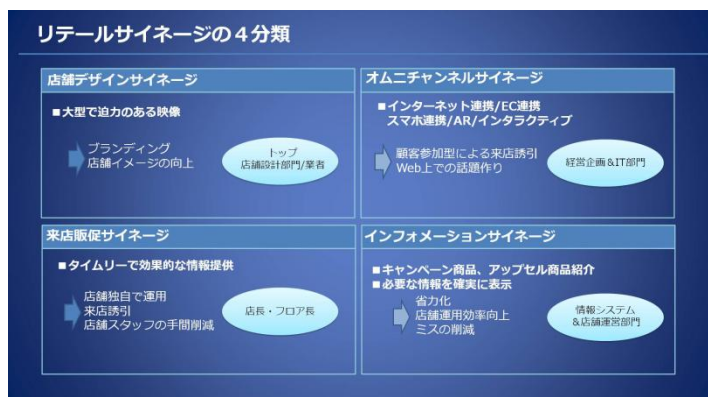 リテールサイネージの４分類
店舗デザインサイネージ
■大型で迫力のある映像
ブランディング
店舗イメージの向上
トップ
店舗設計部門/業者
オムニチャンネルサイネージ
■インターネット連携/EC連携
スマホ連携/AR/インタラクティブ
顧客参加型による来店誘引
Web上での話題作り
経営企画&IT部門
来店販促サイネージ
■タイムリーで効果的な情報提供
店舗独自で運用
来店誘引
店舗スタッフの手間削減
店長・フロア長
インフォメーションサイネージ
■キャンペーン商品、アップセル商品紹介
■必要な情報を確実に表示
省力化
店舗運用効率向上
ミスの削減
情報システム
&店舗運営部門